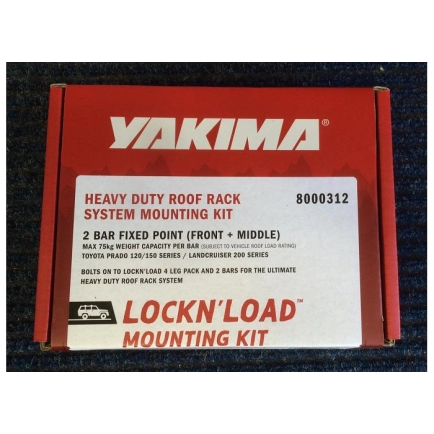 YAKIMA®
HEAVY DUTY ROOF RACK 8000312
SYSTEM MOUNTING KIT
2 BAR FIXED POINT (FRONT + MIDDLE)
MAX 75kg WEIGHT CAPACITY PER BAR (SUBJECT TO VEHICLE ROOF LOAD RATING)
TOYOTA PRADO 120/150 SERIES / LANDCRUISER 200 SERIES
BOLTS ON TO LOCKN'LOAD 4 LEG PACK AND 2 BARS FOR THE ULTIMATE
HEAVY DUTY ROOF RACK SYSTEM
LOCKN'LOAD™
MOUNTING KIT